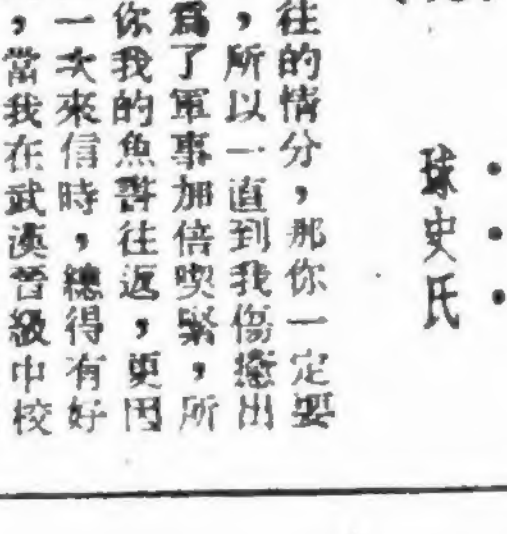 球史氏
往的情分，那你一定要
，所以一直到我傷癒出
爲了軍事加倍喫緊，所
你我的魚書往返，更因
一次來信時，總得有好
，當我在武漢晉級中校